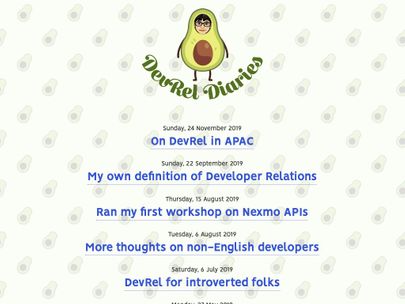 DevRel Diaries
Sunday, 24 November 2019
On DevRel in APAC
Sunday, 22 September 2019
My own definition of Developer Relations
Thursday, 15 August 2019
Ran my first workshop on Nexmo APIs
Tuesday, 6 August 2019
More thoughts on non-English developers
Saturday, 6 July 2019
DevRel for introverted folks